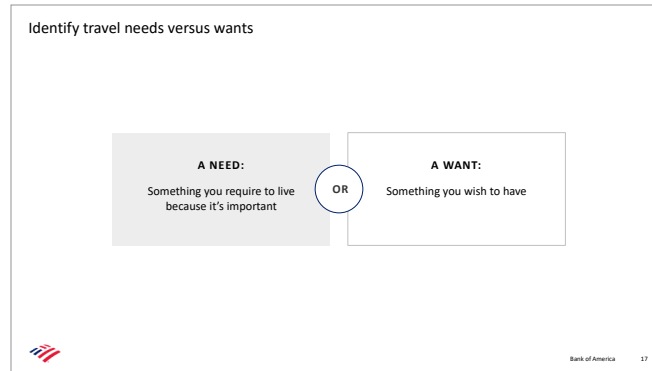 Identify travel needs versus wants
A NEED:
Something you require to live
because it's important
OR
A WANT:
Something you wish to have
Bank of America 17